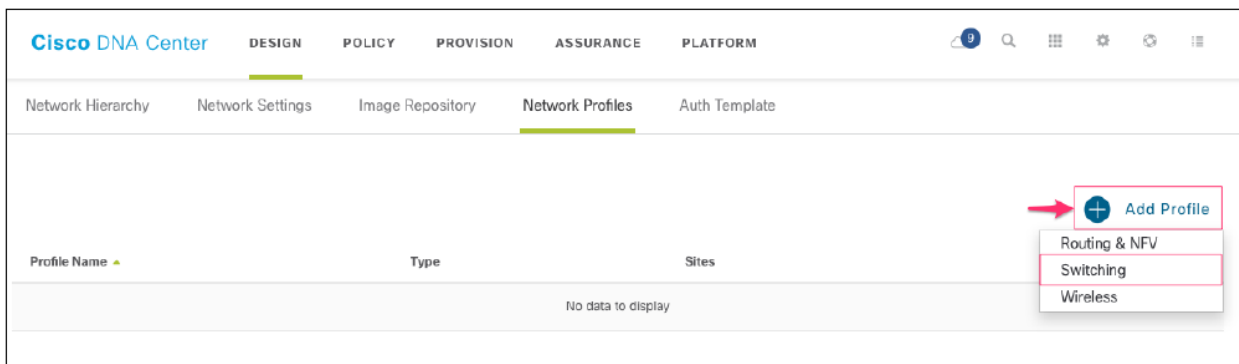 Cisco DNA Center DESIGN POLICY PROVISION ASSURANCE PLATFORM 9
Network Hierarchy Network Settings Image Repository Network Profiles Auth Template
Add Profile
Routing & NFV
Switching
Wireless
Profile Name Type Sites
No data to display